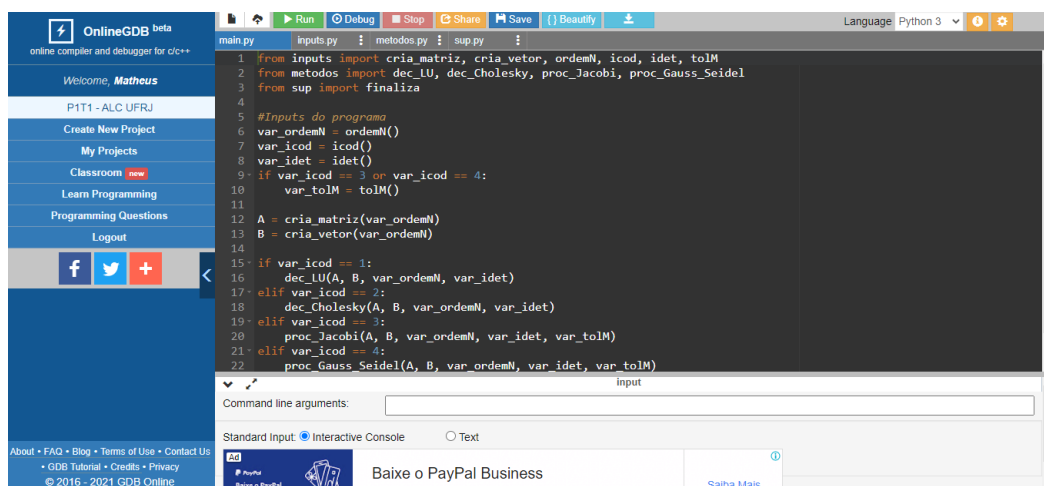 OnlineGDB beta
online compiler and debugger for c/c++
Welcome, Matheus
P1T1 - ALC UFRJ
Create New Project
My Projects
Classroom new
Learn Programming
Programming Questions
Logout
f
About • FAQ • Blog • Terms of Use • Contact Us
• GDB Tutorial • Credits • Privacy
© 2016 - 2021 GDB Online
Run Debug Stop Share Save { } Beautify
Language Python 3
main.py inputs.py metodos.py sup.py
1 from inputs import cria_matriz, cria_vetor, ordemN, icod, idet, tolM
2 from metodos import dec_LU, dec_Cholesky, proc_Jacobi, proc_Gauss_Seidel
3 from sup import finaliza
4
5 #Inputs do programa
6 var_ordemN = ordemN()
7 var_icod = icod()
8 var_idet = idet()
9 if var_icod == 3 or var_icod == 4:
10 var_tolM = tolM()
11
12 A = cria_matriz(var_ordemN)
13 B = cria_vetor(var_ordemN)
14
15 if var_icod == 1:
16 dec_LU(A, B, var_ordemN, var_idet)
17 elif var_icod == 2:
18 dec_Cholesky(A, B, var_ordemN, var_idet)
19 elif var_icod == 3:
20 proc_Jacobi(A, B, var_ordemN, var_idet, var_tolM)
21 elif var_icod == 4:
22 proc_Gauss_Seidel(A, B, var_ordemN, var_idet, var_tolM)
input
Command line arguments:
Standard Input: Interactive Console Text
Ad
PayPal
Baixe o PayPal
Baixe o PayPal Business
Saiba Mais